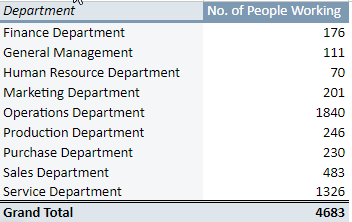 Department No. of People Working
Finance Department 176
General Management 111
Human Resource Department 70
Marketing Department 201
Operations Department 1840
Production Department 246
Purchase Department 230
Sales Department 483
Service Department 1326
Grand Total 4683